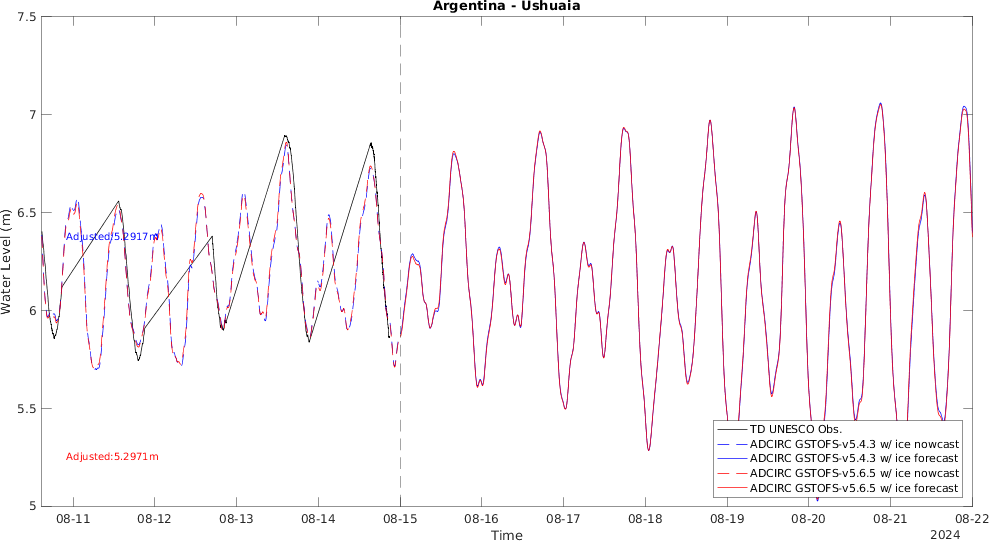 Argentina - Ushuaia
7.5
7
6.5
6
5.5
5
Water Level (m)
Adjusted:5.2917m
Adjusted:5.2971m
TD UNESCO Obs.
ADCIRC GSTOFS-v5.4.3 w/ ice nowcast
ADCIRC GSTOFS-v5.4.3 w/ ice forecast
ADCIRC GSTOFS-v5.6.5 w/ ice nowcast
ADCIRC GSTOFS-v5.6.5 w/ ice forecast
08-11 08-12 08-13 08-14 08-15 08-16 08-17 08-18 08-19 08-20 08-21 08-22
Time
2024